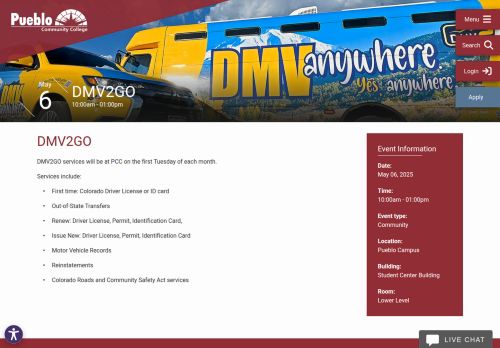 Pueblo
Community College
Menu
Search
Login
Apply
DMV anywhere
Yes anywhere
May
6
DMV2GO
10:00am - 01:00pm
DMV2GO
DMV2GO services will be at PCC on the first Tuesday of each month.
Services include:
• First time: Colorado Driver License or ID card
• Out-of-State Transfers
• Renew: Driver License, Permit, Identification Card,
• Issue New: Driver License, Permit, Identification Card
• Motor Vehicle Records
• Reinstatements
• Colorado Roads and Community Safety Act services
Event Information
Date:
May 06, 2025
Time:
10:00am - 01:00pm
Event type:
Community
Location:
Pueblo Campus
Building:
Student Center Building
Room:
Lower Level
LIVE CHAT